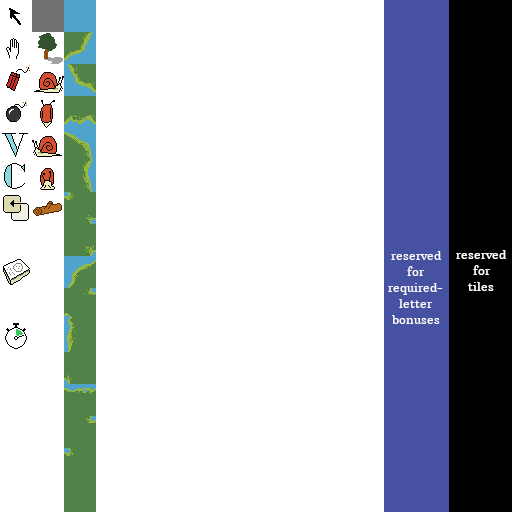 V
C
reserved
for
required-
letter
bonuses
reserved
for
tiles